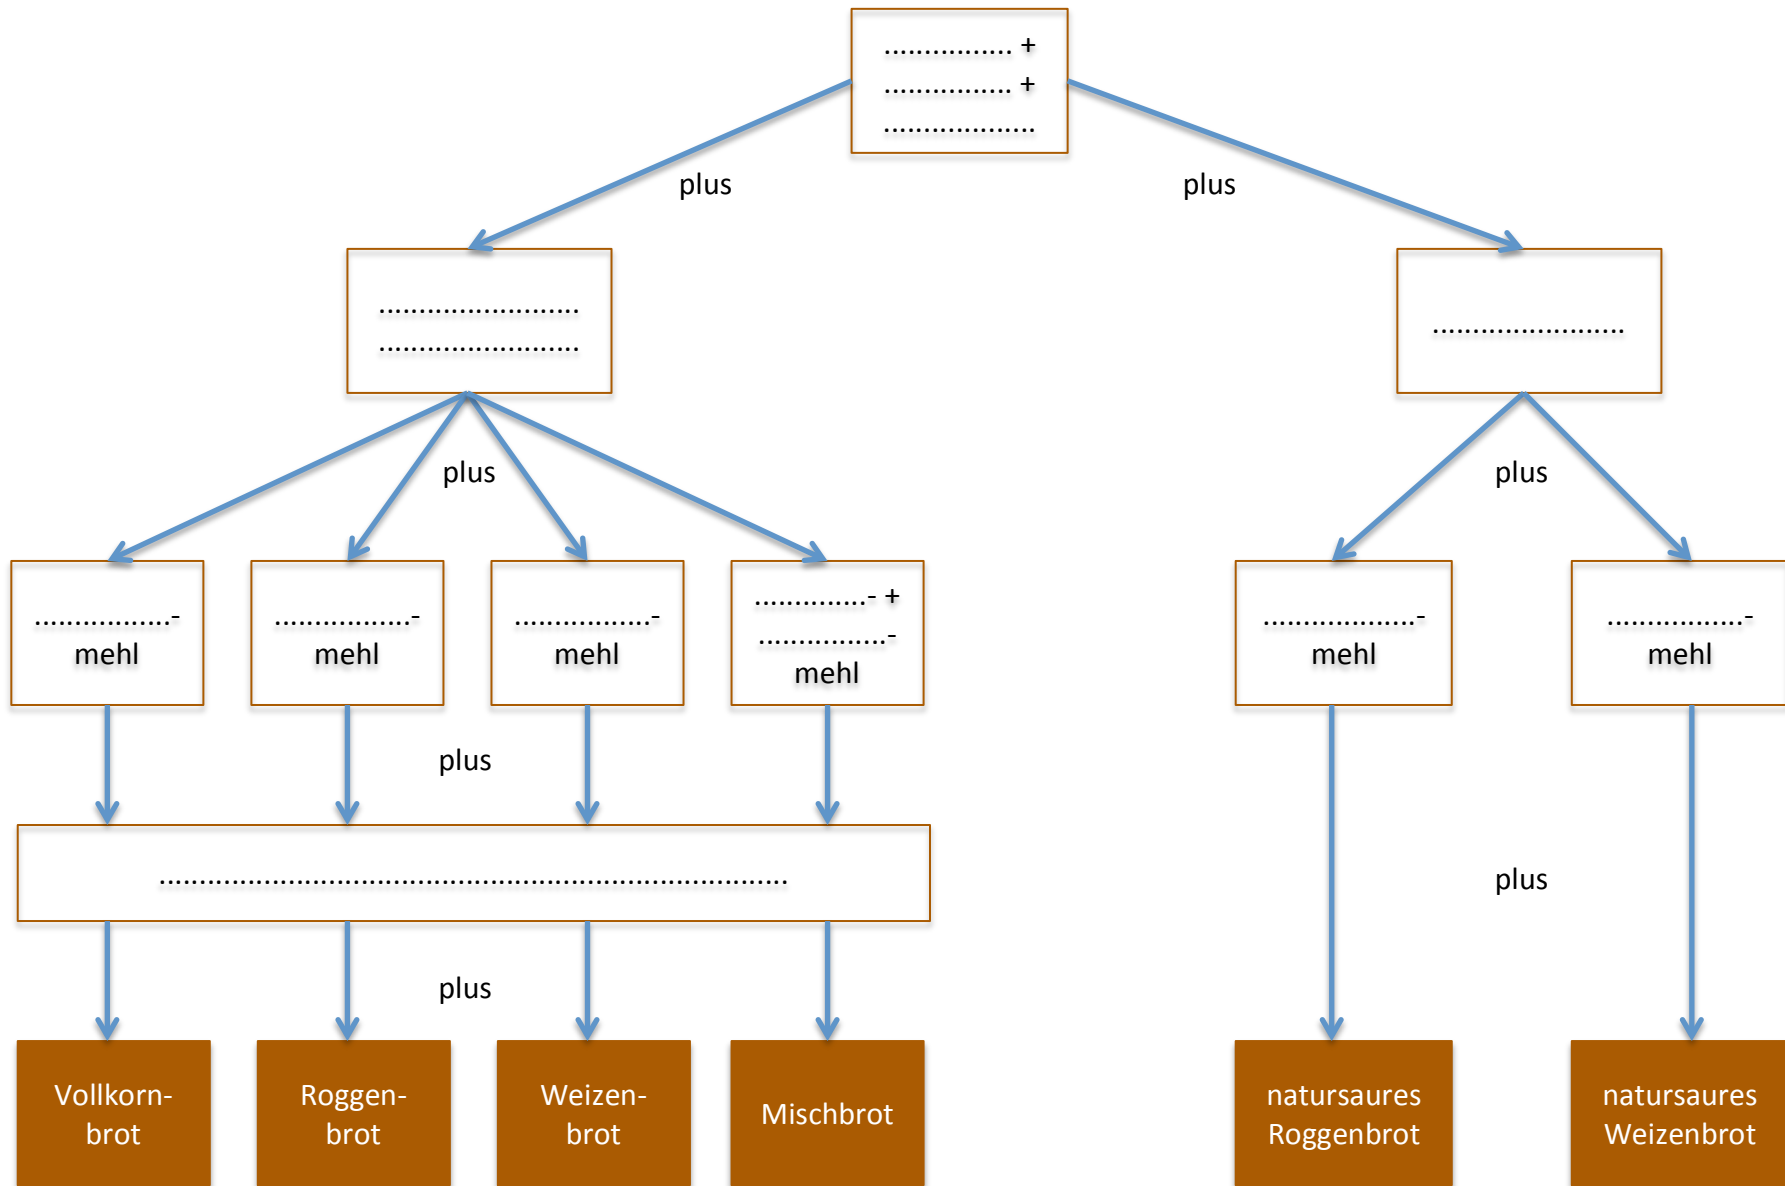 ................ +
................ +
...................
plus
plus
.........................
.........................
........................
plus
plus
.................-
mehl
.................-
mehl
.................-
mehl
..............- +
................-
mehl
...................-
mehl
.................-
mehl
plus
..............................................................................
plus
plus
Vollkorn-
brot
Roggen-
brot
Weizen-
brot
Mischbrot
natursaures
Roggenbrot
natursaures
Weizenbrot